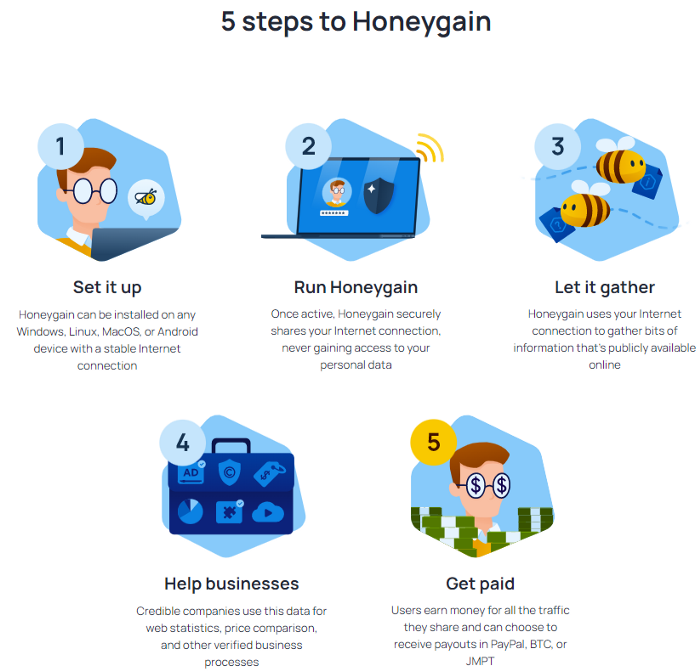 5 steps to Honeygain
1
Set it up
Honeygain can be installed on any
Windows, Linux, MacOS, or Android
device with a stable Internet
connection
2
Run Honeygain
Once active, Honeygain securely
shares your Internet connection,
never gaining access to your
personal data
3
Let it gather
Honeygain uses your Internet
connection to gather bits of
information that's publicly available
online
4
AD
©
$
Help businesses
Credible companies use this data for
web statistics, price comparison,
and other verified business
processes
5
$ $
Get paid
Users earn money for all the traffic
they share and can choose to
receive payouts in PayPal, BTC, or
JMPT